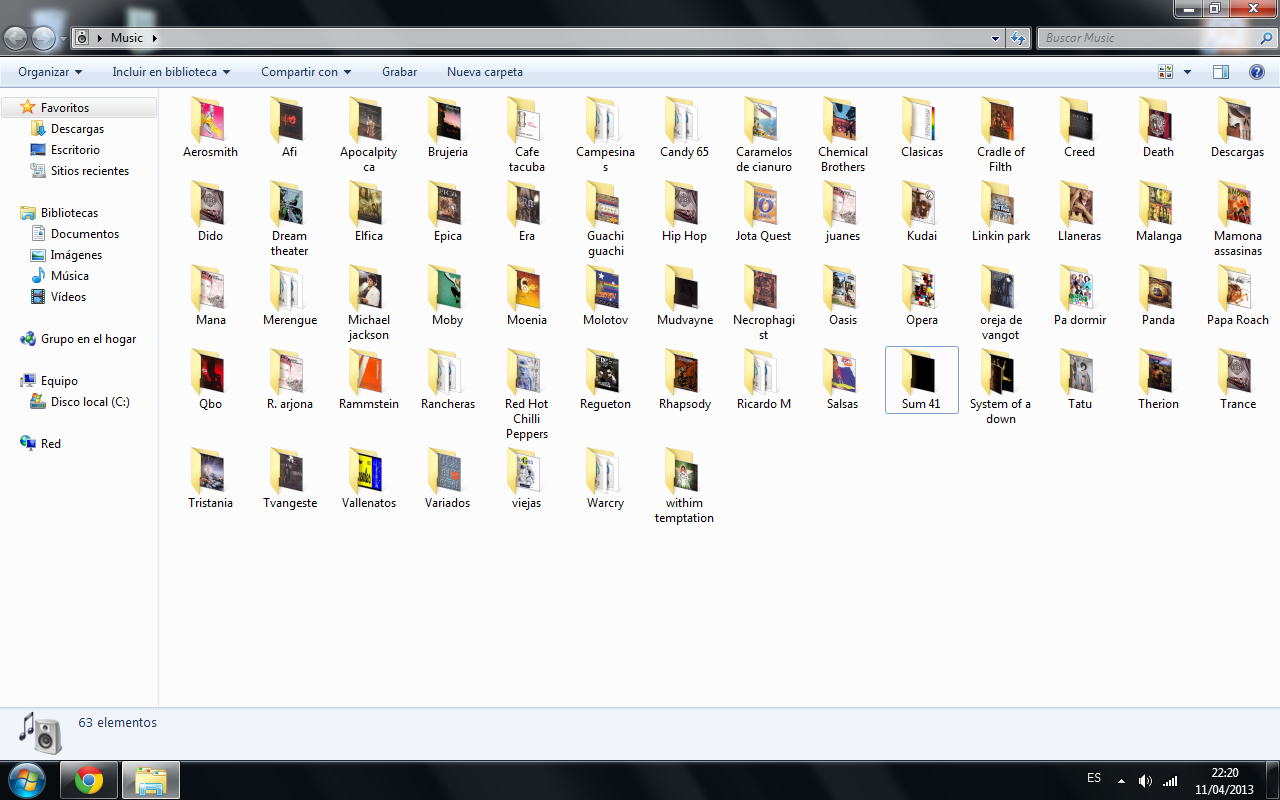 Music
Buscar Music
Organizar
Incluir en biblioteca
Compartir con
Grabar
Nueva carpeta
Favoritos
Descargas
Escritorio
Sitios recientes
Bibliotecas
Documentos
Imágenes
Música
Vídeos
Grupo en el hogar
Equipo
Disco local (C:)
Red
Aerosmith
Afi
Apocalpity
ca
Brujeria
Cafe
tacuba
Campesina
s
Candy 65
Caramelos
de cianuro
Chemical
Brothers
Clasicas
Cradle of
Filth
Creed
Death
Descargas
Dido
Dream
theater
Elfica
Epica
Era
Guachi
guachi
Hip Hop
Jota Quest
juanes
Kudai
Linkin park
Llaneras
Malanga
Mamona
assasinas
Mana
Merengue
Michael
jackson
Moby
Moenia
Molotov
Mudvayne
Necrophagi
st
Oasis
Opera
oreja de
vangot
Pa dormir
Panda
Papa Roach
Qbo
R. arjona
Rammstein
Rancheras
Red Hot
Chilli
Peppers
Regueton
Rhapsody
Ricardo M
Salsas
Sum 41
System of a
down
Tatu
Therion
Trance
Tristania
Tvangeste
Vallenatos
Variados
viejas
Warcry
withim
temptation
63 elementos
ES
22:20
11/04/2013